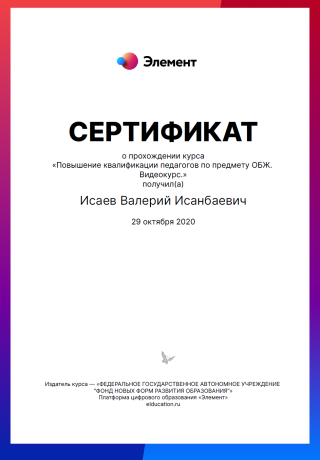 Элемент
СЕРТИФИКАТ
о прохождении курса
«Повышение квалификации педагогов по предмету ОБЖ.
Видеокурс.»
получил(а)
Исаев Валерий Исанбаевич
29 октября 2020
Издатель курса — «ФЕДЕРАЛЬНОЕ ГОСУДАРСТВЕННОЕ АВТОНОМНОЕ УЧРЕЖДЕНИЕ
"ФОНД НОВЫХ ФОРМ РАЗВИТИЯ ОБРАЗОВАНИЯ"»
Платформа цифрового образования «Элемент»
elducation.ru